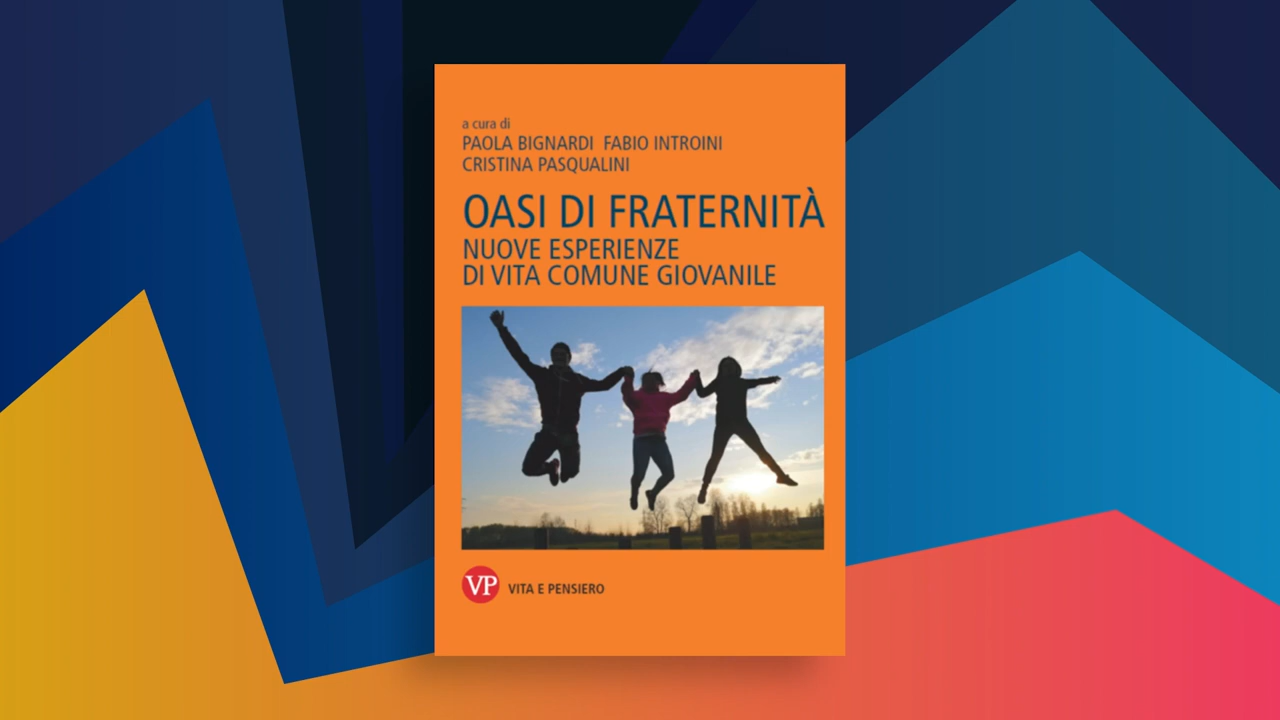 a cura di
PAOLA BIGNARDI FABIO INTROINI
CRISTINA PASQUALINI
OASI DI FRATERNITÀ
NUOVE ESPERIENZE
DI VITA COMUNE GIOVANILE
VP VITA E PENSIERO